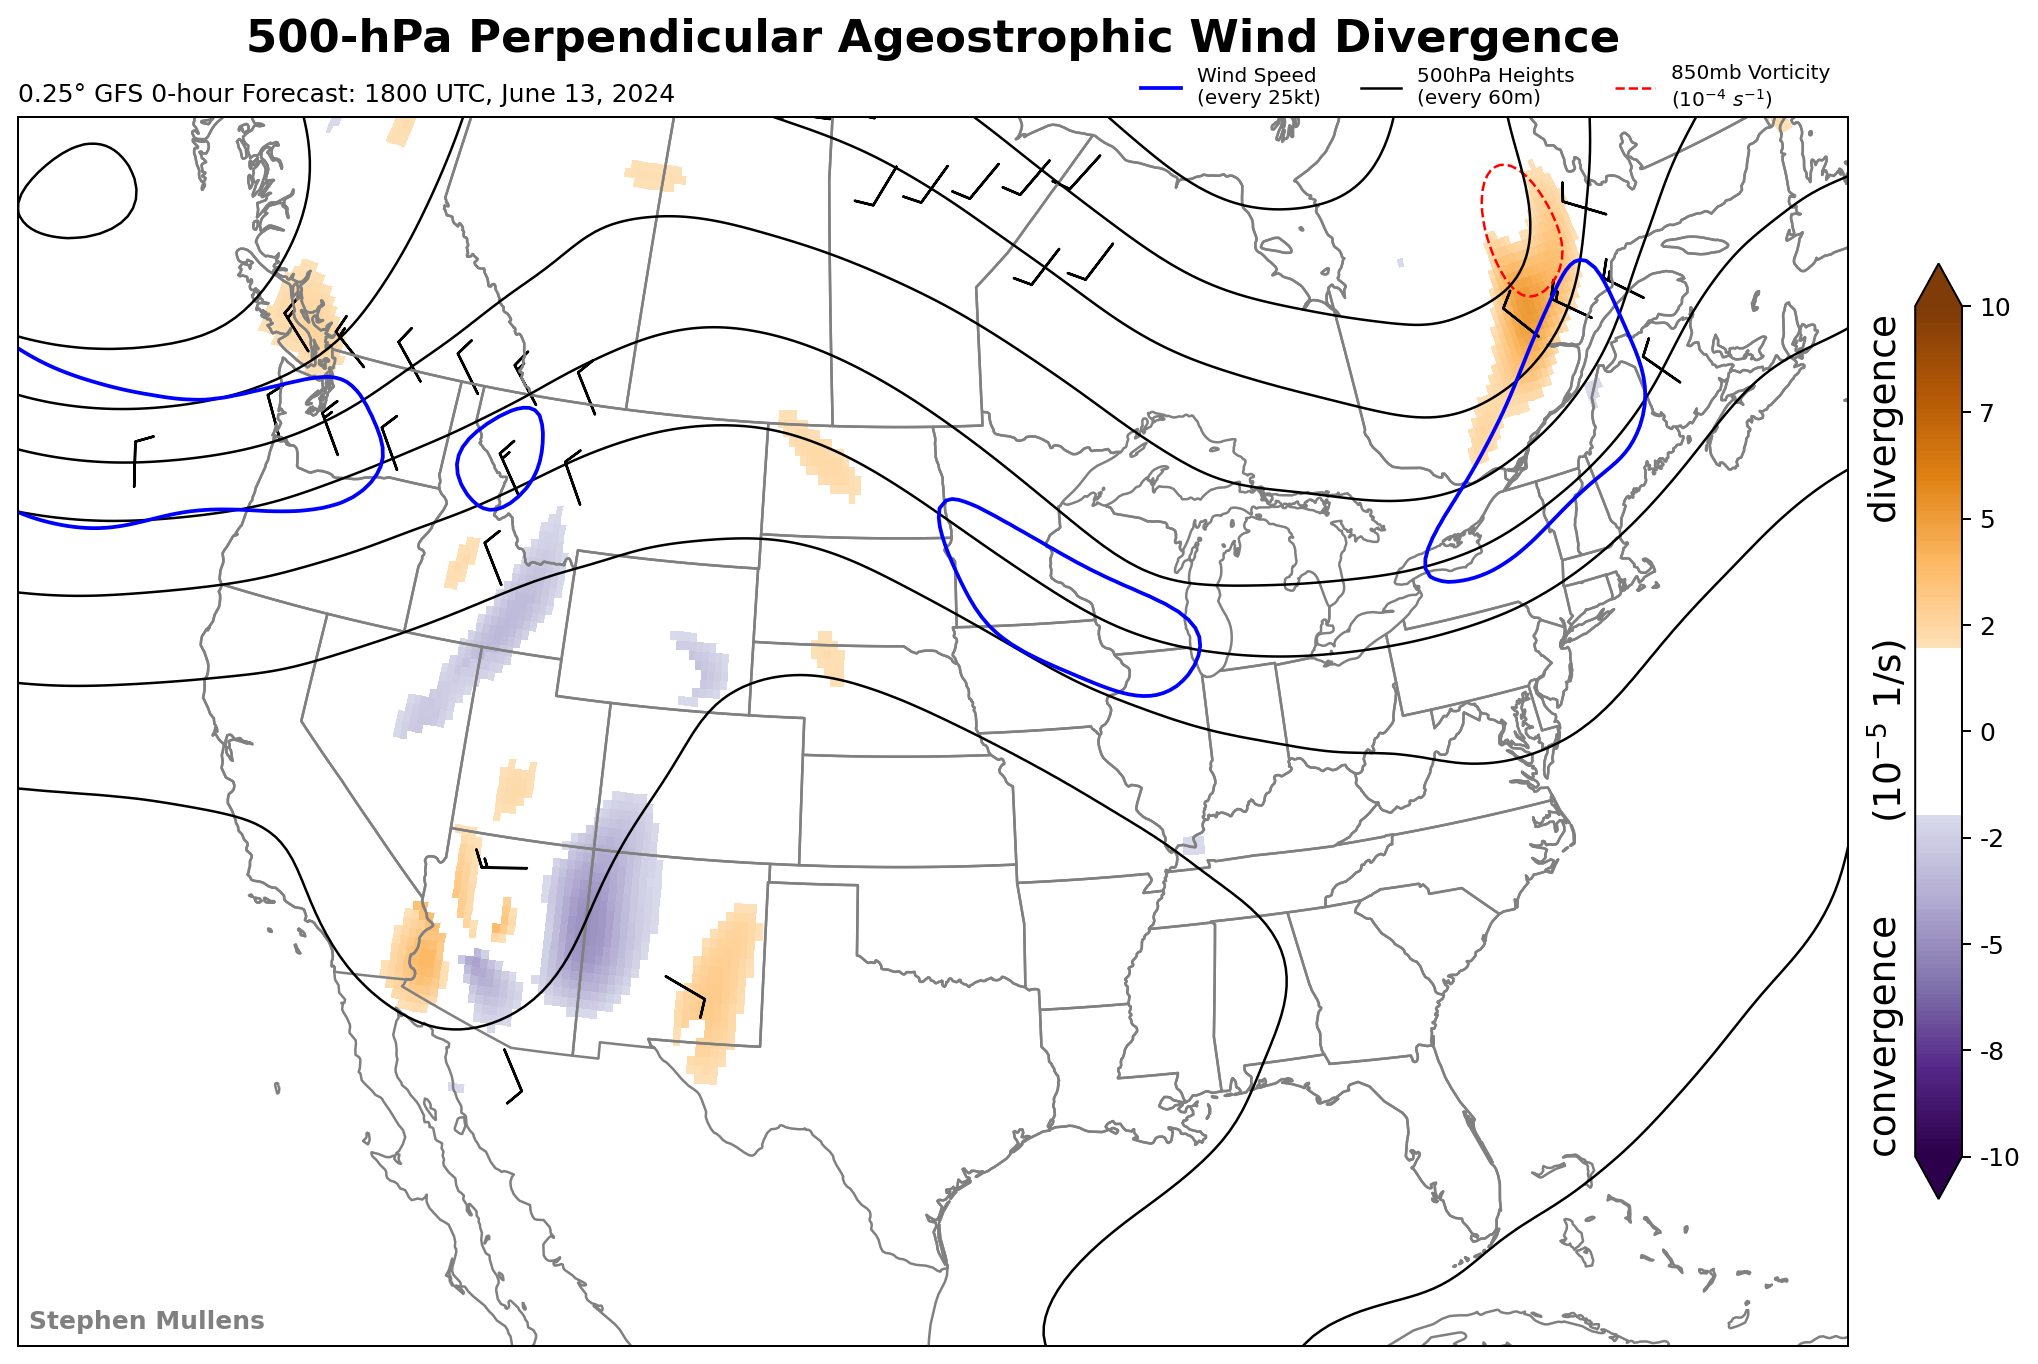 500-hPa Perpendicular Ageostrophic Wind Divergence
0.25° GFS 0-hour Forecast: 1800 UTC, June 13, 2024
Wind Speed
(every 25kt)
500hPa Heights
(every 60m)
850mb Vorticity
(10⁻⁴ s⁻¹)
10
7
5
2
0
-2
-5
-8
-10
convergence (10⁻⁵ 1/s) divergence
Stephen Mullens